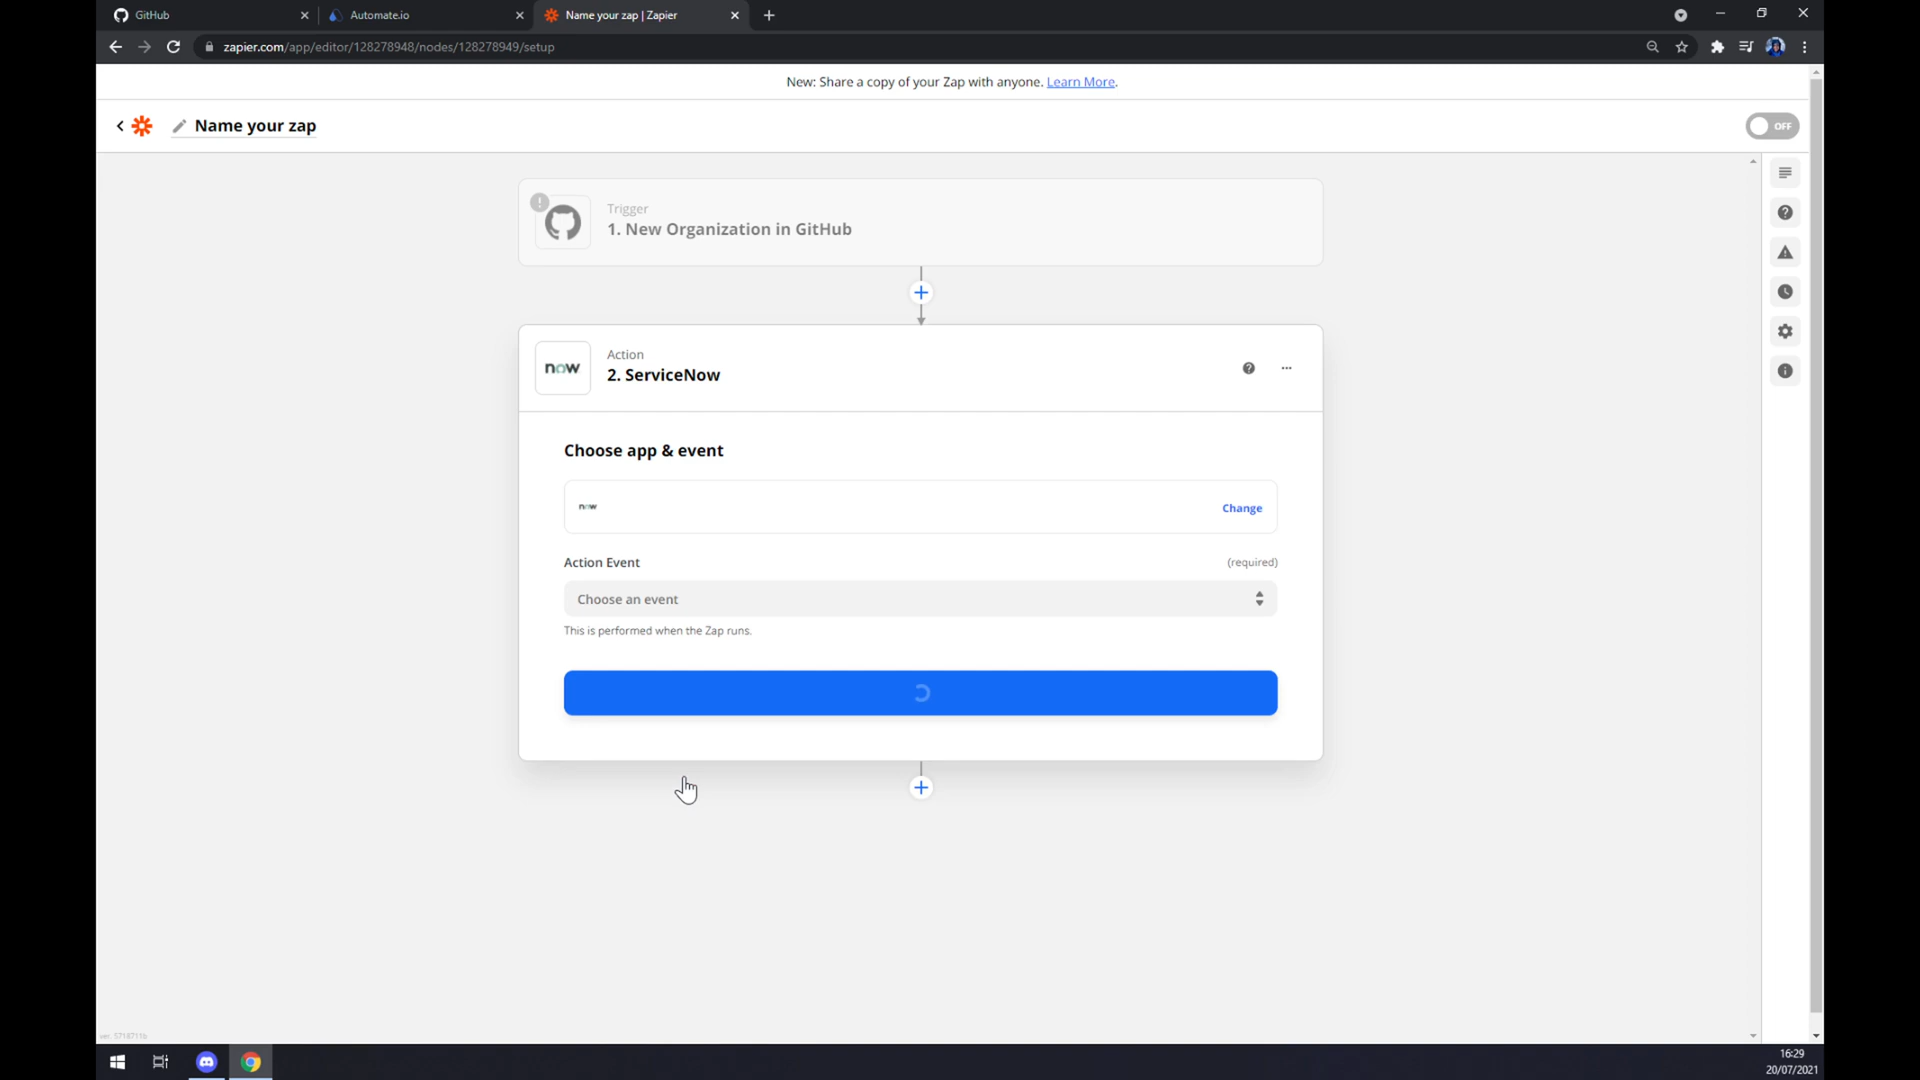 GitHub
Automate.io
Name your zap | Zapier
zapier.com/app/editor/128278948/nodes/128278949/setup
New: Share a copy of your Zap with anyone. Learn More.
Name your zap
OFF
Trigger
1. New Organization in GitHub
now
Action
2. ServiceNow
Choose app & event
now
Change
Action Event
(required)
Choose an event
This is performed when the Zap runs.
16:29
20/07/2021